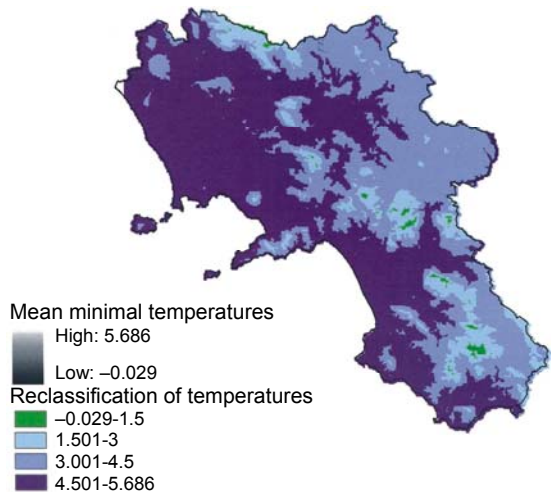 Mean minimal temperatures
High: 5.686
Low: –0.029
Reclassification of temperatures
–0.029-1.5
1.501-3
3.001-4.5
4.501-5.686